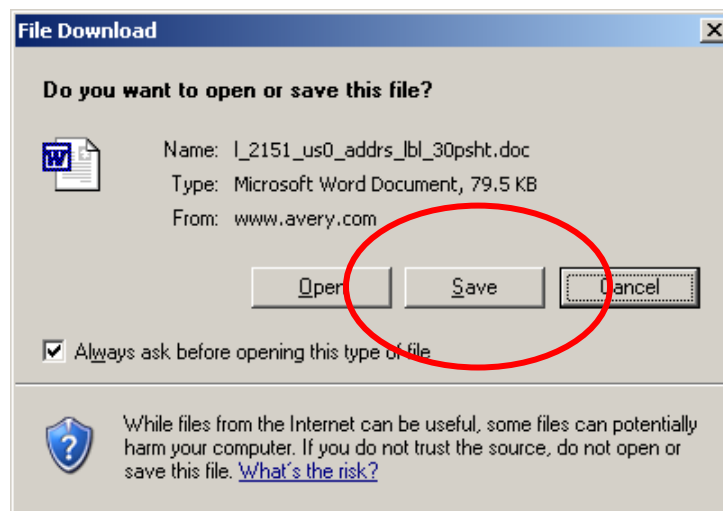 File Download
Do you want to open or save this file?
Name: l_2151_us0_addrs_lbl_30psht.doc
Type: Microsoft Word Document, 79.5 KB
From: www.avery.com
Open Save Cancel
Always ask before opening this type of file
While files from the Internet can be useful, some files can potentially
harm your computer. If you do not trust the source, do not open or
save this file. What's the risk?